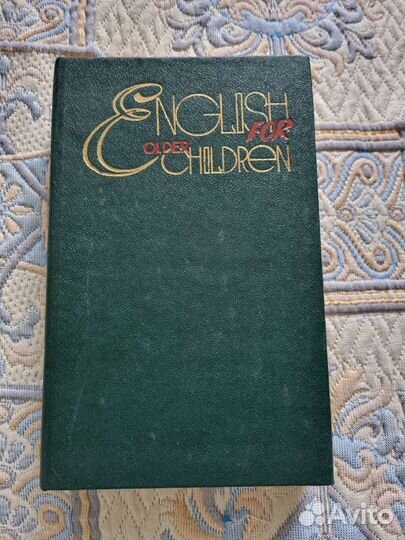 ENGLISH
FOR
OLDER
CHILDREN
Avito